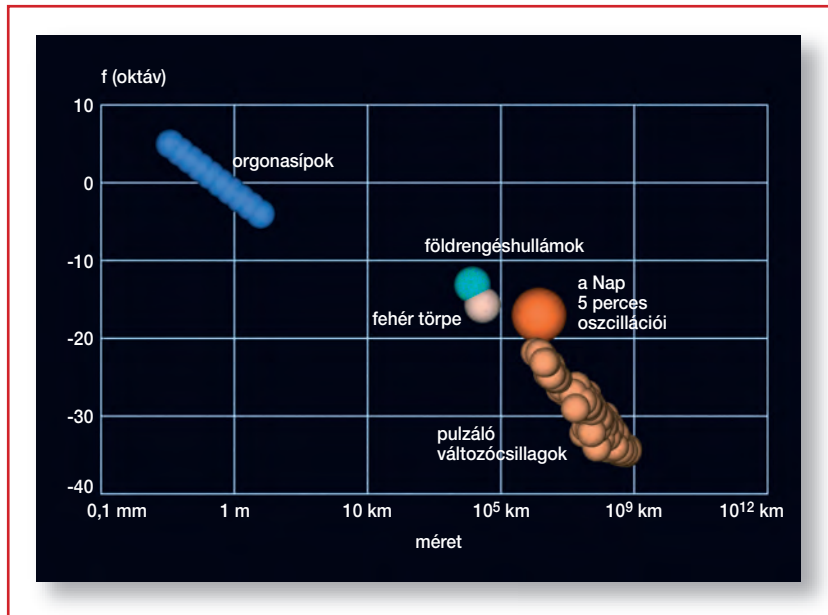 f (oktáv)
10
0
-10
-20
-30
-40
orgonasípok
földrengéshullámok
fehér törpe
a Nap
5 perces
oszcillációi
pulzáló
változócsillagok
0,1 mm 1 m 10 km 10⁵ km 10⁹ km 10¹² km
méret